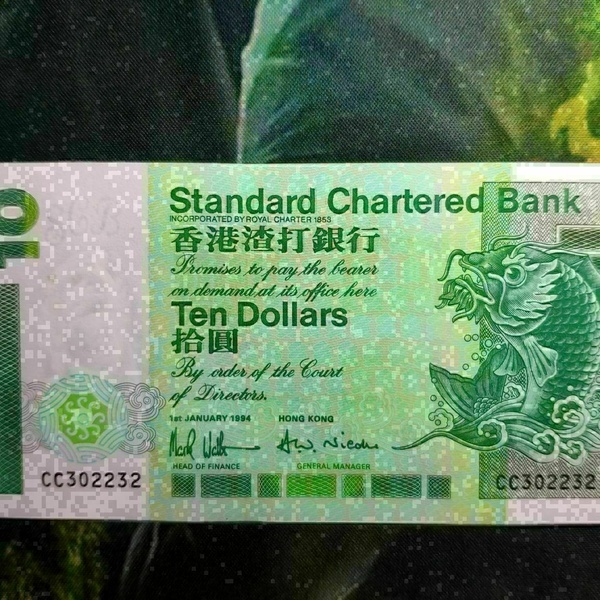 10
Standard Chartered Bank
INCORPORATED BY ROYAL CHARTER 1853
香港渣打銀行
Promises to pay the bearer
on demand at its office here
Ten Dollars
拾圓
By order of the Court
of Directors.
1st JANUARY 1994 HONG KONG
HEAD OF FINANCE GENERAL MANAGER
CC302232 CC302232